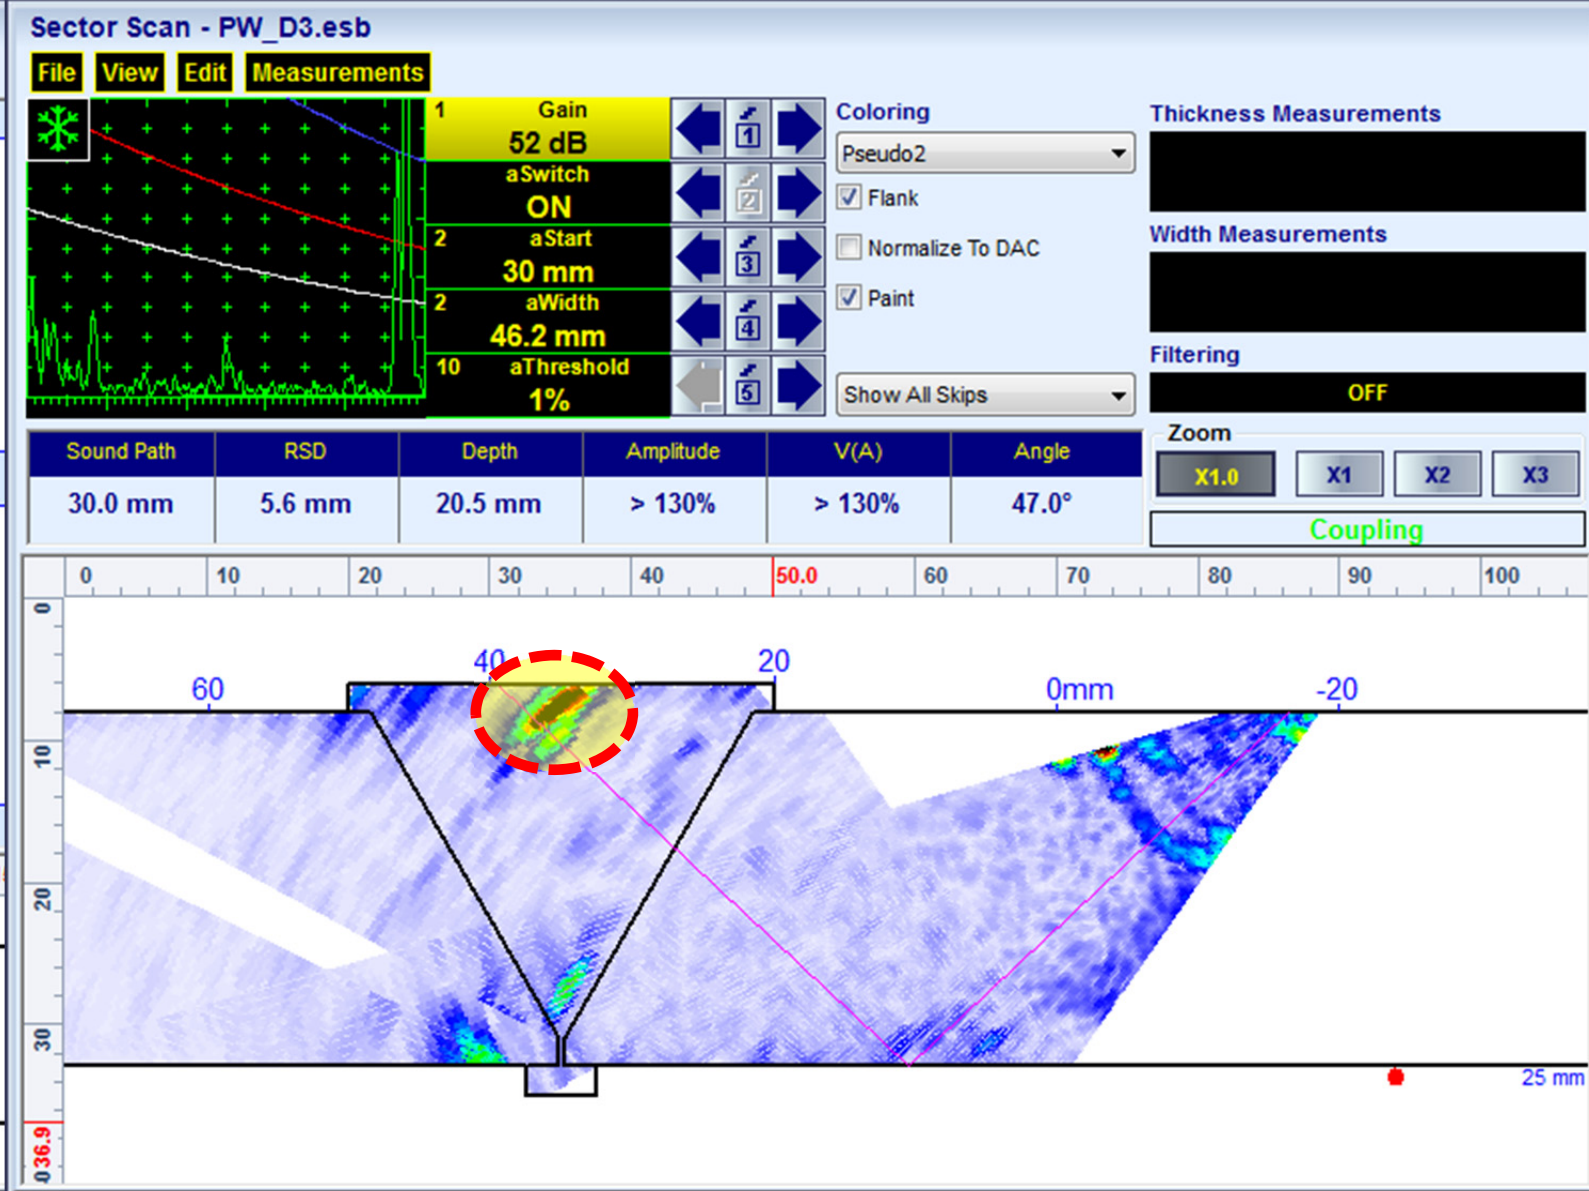 Sector Scan - PW_D3.esb
File View Edit Measurements
1 Gain
52 dB
aSwitch
ON
2 aStart
30 mm
2 aWidth
46.2 mm
10 aThreshold
1%
1
2
3
4
5
Coloring
Pseudo2
Flank
Normalize To DAC
Paint
Show All Skips
Thickness Measurements
Width Measurements
Filtering
OFF
Zoom
X1.0 X1 X2 X3
Coupling
Sound Path RSD Depth Amplitude V(A) Angle
30.0 mm 5.6 mm 20.5 mm > 130% > 130% 47.0°
0 10 20 30 40 50.0 60 70 80 90 100
0
10
20
30
36.9
0
60 40 20 0mm -20
25 mm